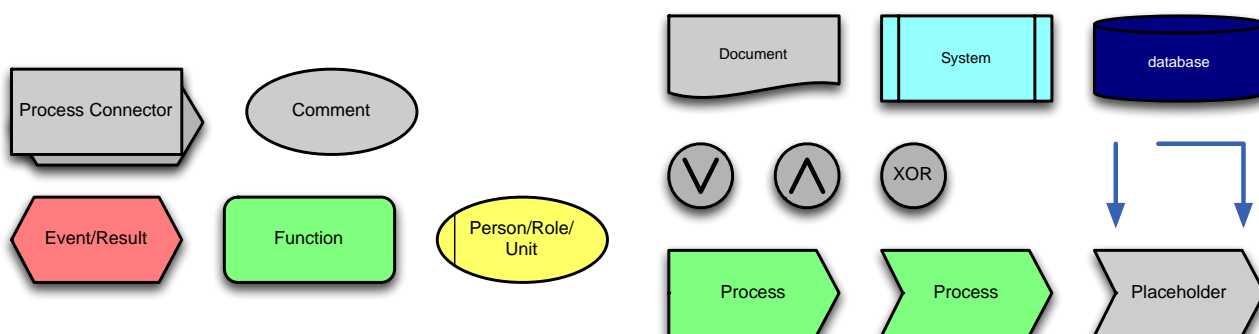 Document
System
database
Process Connector
Comment
XOR
Event/Result
Function
Person/Role/
Unit
Process
Process
Placeholder